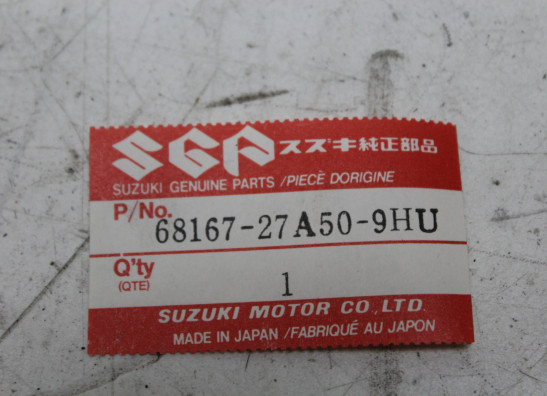 SGP スズキ純正部品
SUZUKI GENUINE PARTS /PIECÈ DORIGINE
P/No. 68167-27A50-9HU
Q'ty
(QTE) 1
SUZUKI MOTOR CO.,LTD.
MADE IN JAPAN /FABRIQUÉ AU JAPON